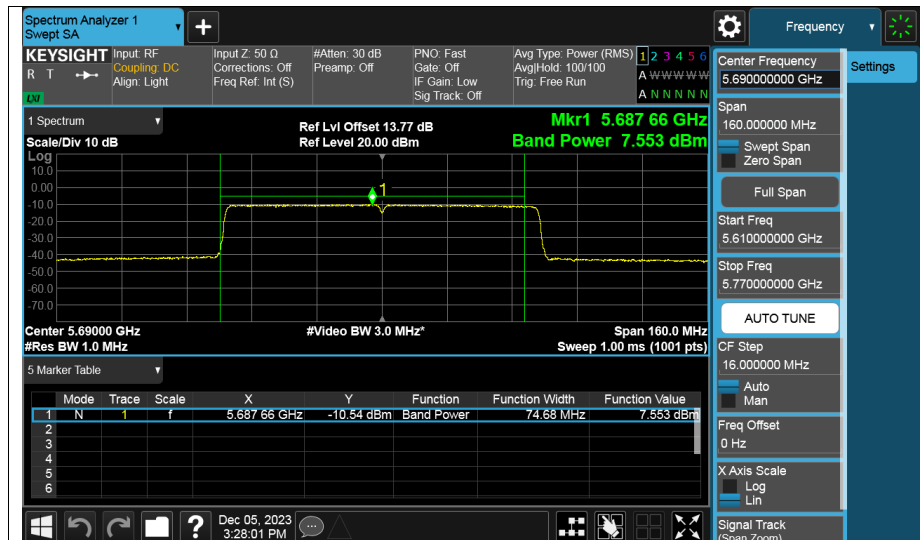 Spectrum Analyzer 1
Swept SA
+
Frequency
KEYSIGHT
R T
LXI
Input: RF
Coupling: DC
Align: Light
Input Z: 50 Ω
Corrections: Off
Freq Ref: Int (S)
#Atten: 30 dB
Preamp: Off
PNO: Fast
Gate: Off
IF Gain: Low
Sig Track: Off
Avg Type: Power (RMS)
Avg|Hold: 100/100
Trig: Free Run
1 2 3 4 5 6
A W W W W W
A N N N N N
Center Frequency
5.690000000 GHz
Settings
Span
160.000000 MHz
Swept Span
Zero Span
Full Span
Start Freq
5.610000000 GHz
Stop Freq
5.770000000 GHz
AUTO TUNE
CF Step
16.000000 MHz
Auto
Man
Freq Offset
0 Hz
X Axis Scale
Log
Lin
Signal Track
(Span Zoom)
1 Spectrum
Scale/Div 10 dB
Ref Lvl Offset 13.77 dB
Ref Level 20.00 dBm
Mkr1 5.687 66 GHz
Band Power 7.553 dBm
Log
10.0
0.00
-10.0
-20.0
-30.0
-40.0
-50.0
-60.0
-70.0
1
Center 5.69000 GHz
#Res BW 1.0 MHz
#Video BW 3.0 MHz*
Span 160.0 MHz
Sweep 1.00 ms (1001 pts)
5 Marker Table
Mode Trace Scale X Y Function Function Width Function Value
1 N 1 f 5.687 66 GHz -10.54 dBm Band Power 74.68 MHz 7.553 dBm
2
3
4
5
6
?
Dec 05, 2023
3:28:01 PM